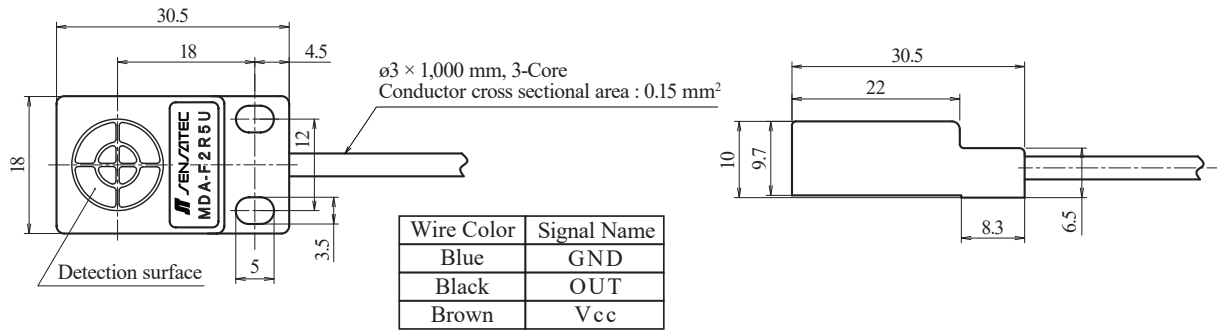 30.5
18
4.5
ø3 × 1,000 mm, 3-Core
Conductor cross sectional area : 0.15 mm²
18
12
SENSATEC
MDA-F2R5U
3.5
5
Detection surface
Wire Color Signal Name
Blue GND
Black OUT
Brown Vcc
30.5
22
10
9.7
8.3
6.5